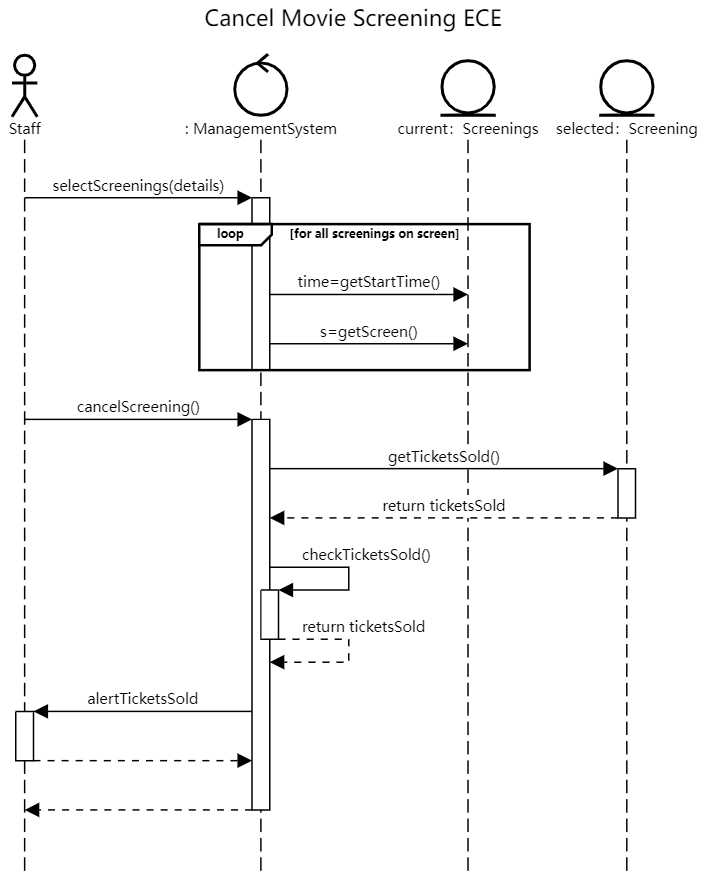 Cancel Movie Screening ECE
Staff
: ManagementSystem
current: Screenings
selected: Screening
selectScreenings(details)
loop
[for all screenings on screen]
time=getStartTime()
s=getScreen()
cancelScreening()
getTicketsSold()
return ticketsSold
checkTicketsSold()
return ticketsSold
alertTicketsSold